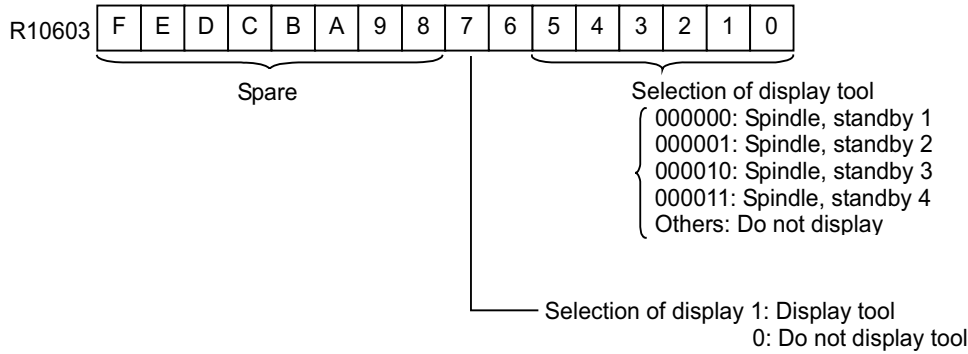 R10603 F E D C B A 9 8 7 6 5 4 3 2 1 0
Spare
Selection of display tool
000000: Spindle, standby 1
000001: Spindle, standby 2
000010: Spindle, standby 3
000011: Spindle, standby 4
Others: Do not display
Selection of display 1: Display tool
0: Do not display tool